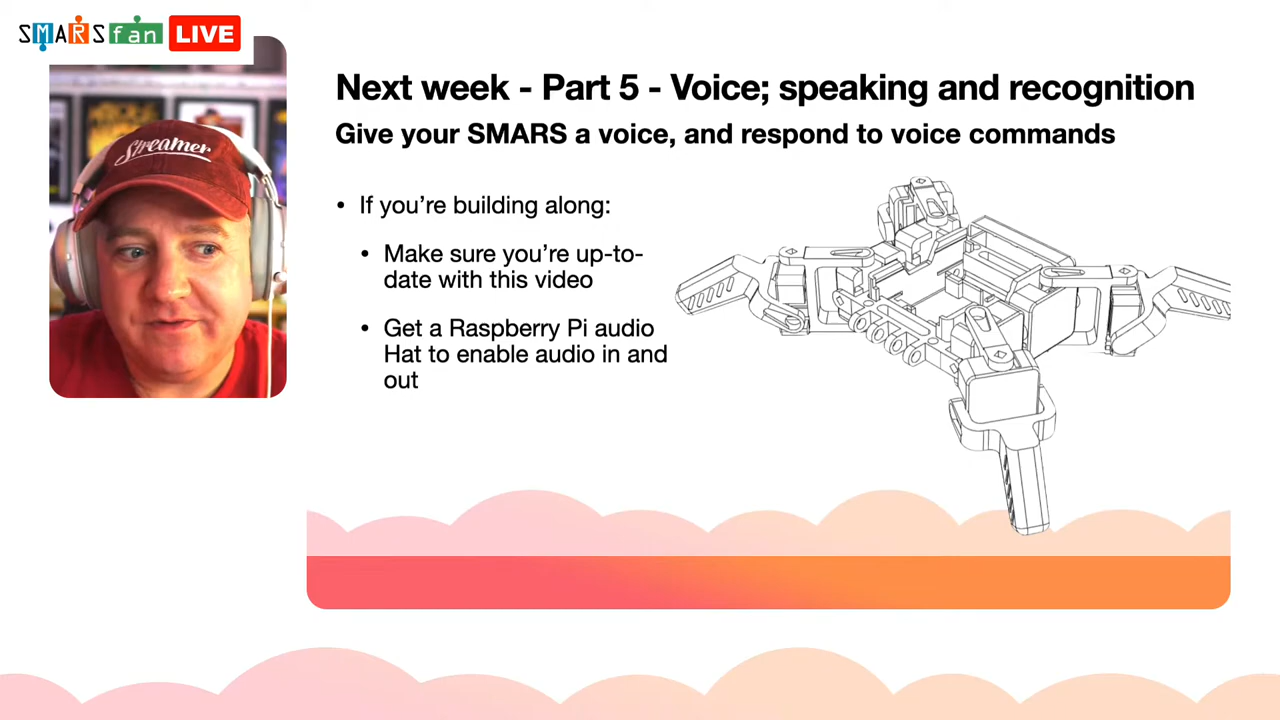 SMARSfan LIVE
Streamer
Next week - Part 5 - Voice; speaking and recognition
Give your SMARS a voice, and respond to voice commands
• If you’re building along:
• Make sure you’re up-to-
date with this video
• Get a Raspberry Pi audio
Hat to enable audio in and
out